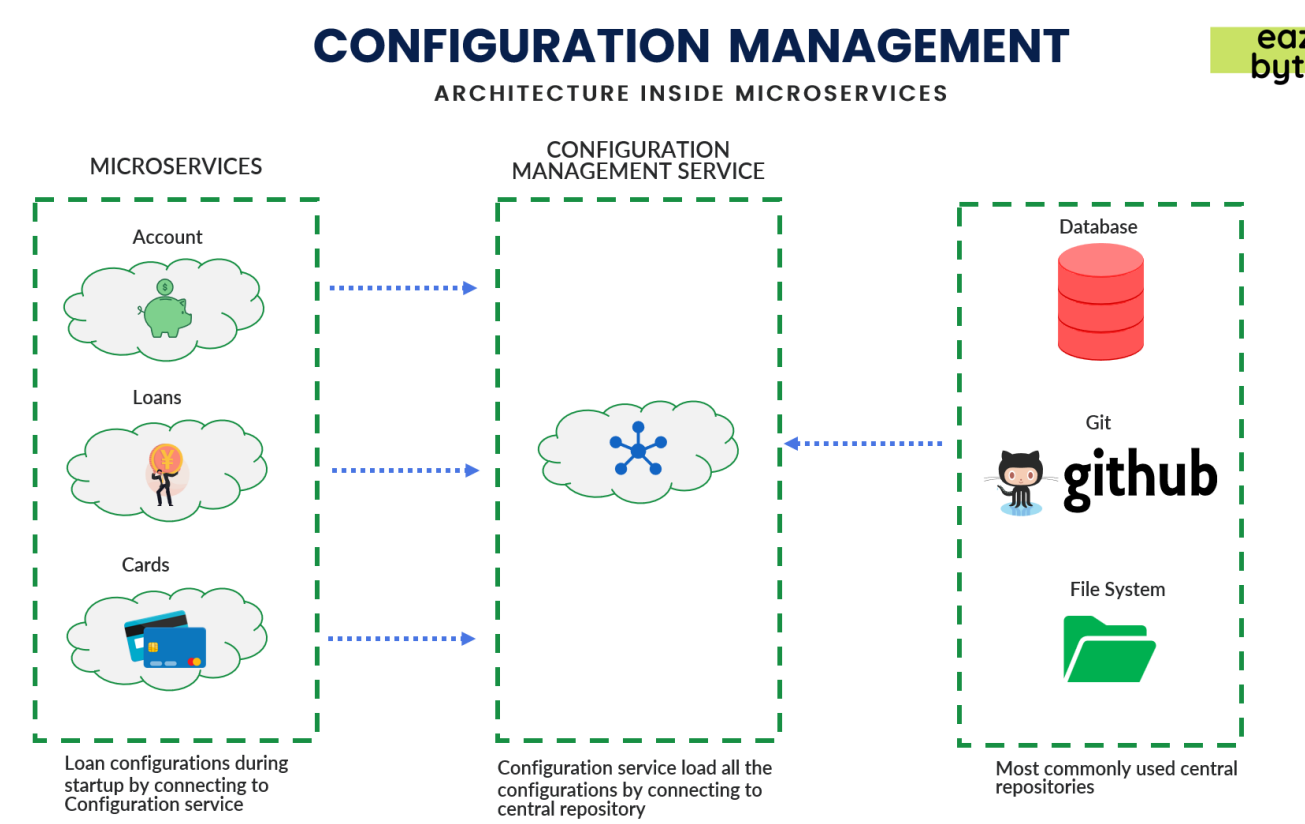 CONFIGURATION MANAGEMENT
ARCHITECTURE INSIDE MICROSERVICES
eaz
byt
MICROSERVICES
CONFIGURATION
MANAGEMENT SERVICE
Account
$
Loans
¥
Cards
Database
Git
github
File System
Loan configurations during
startup by connecting to
Configuration service
Configuration service load all the
configurations by connecting to
central repository
Most commonly used central
repositories